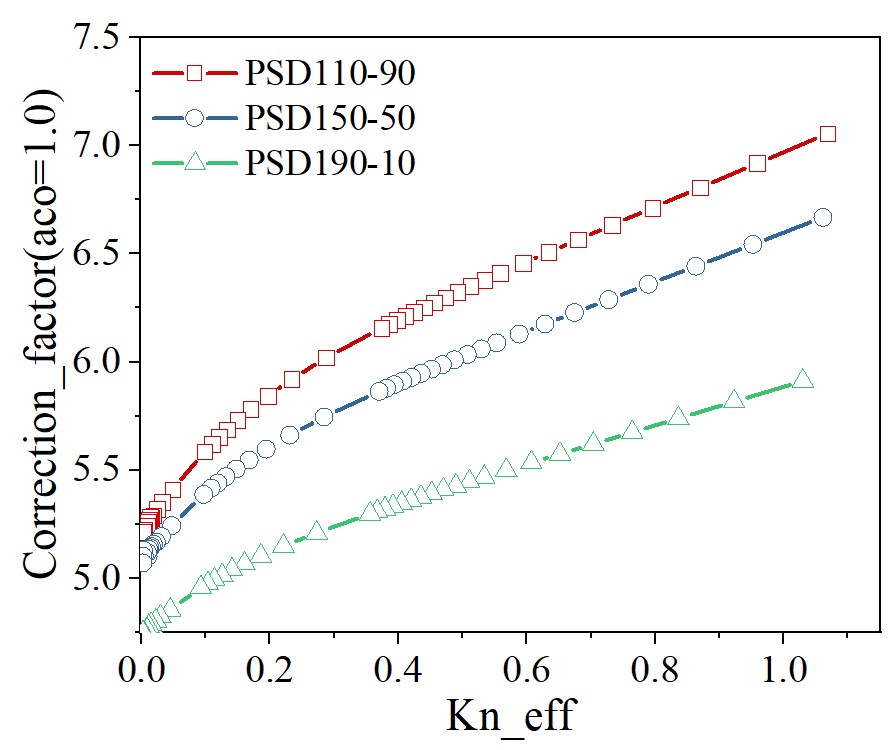 7.5
7.0
6.5
6.0
5.5
5.0
Correction_factor(aco=1.0)
PSD110-90
PSD150-50
PSD190-10
0.0 0.2 0.4 0.6 0.8 1.0
Kn_eff